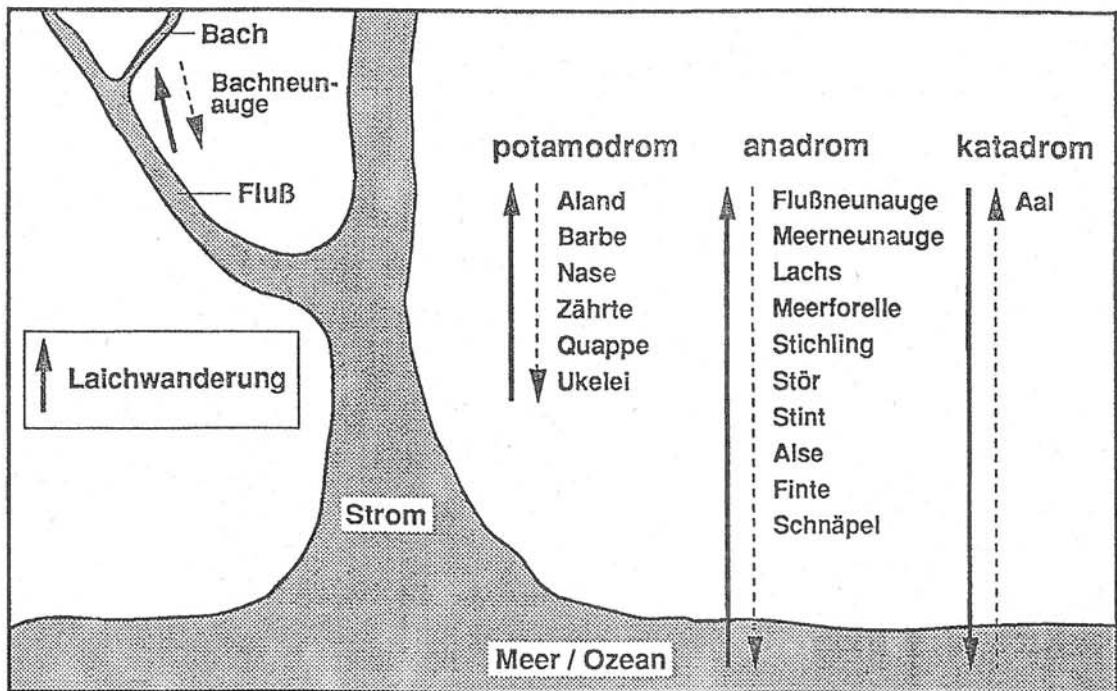 Bach
Bachneun-
auge
Fluß
Laichwanderung
Strom
Meer / Ozean
potamodrom
Aland
Barbe
Nase
Zährte
Quappe
Ukelei
anadrom
Flußneunauge
Meerneunauge
Lachs
Meerforelle
Stichling
Stör
Stint
Alse
Finte
Schnäpel
katadrom
Aal